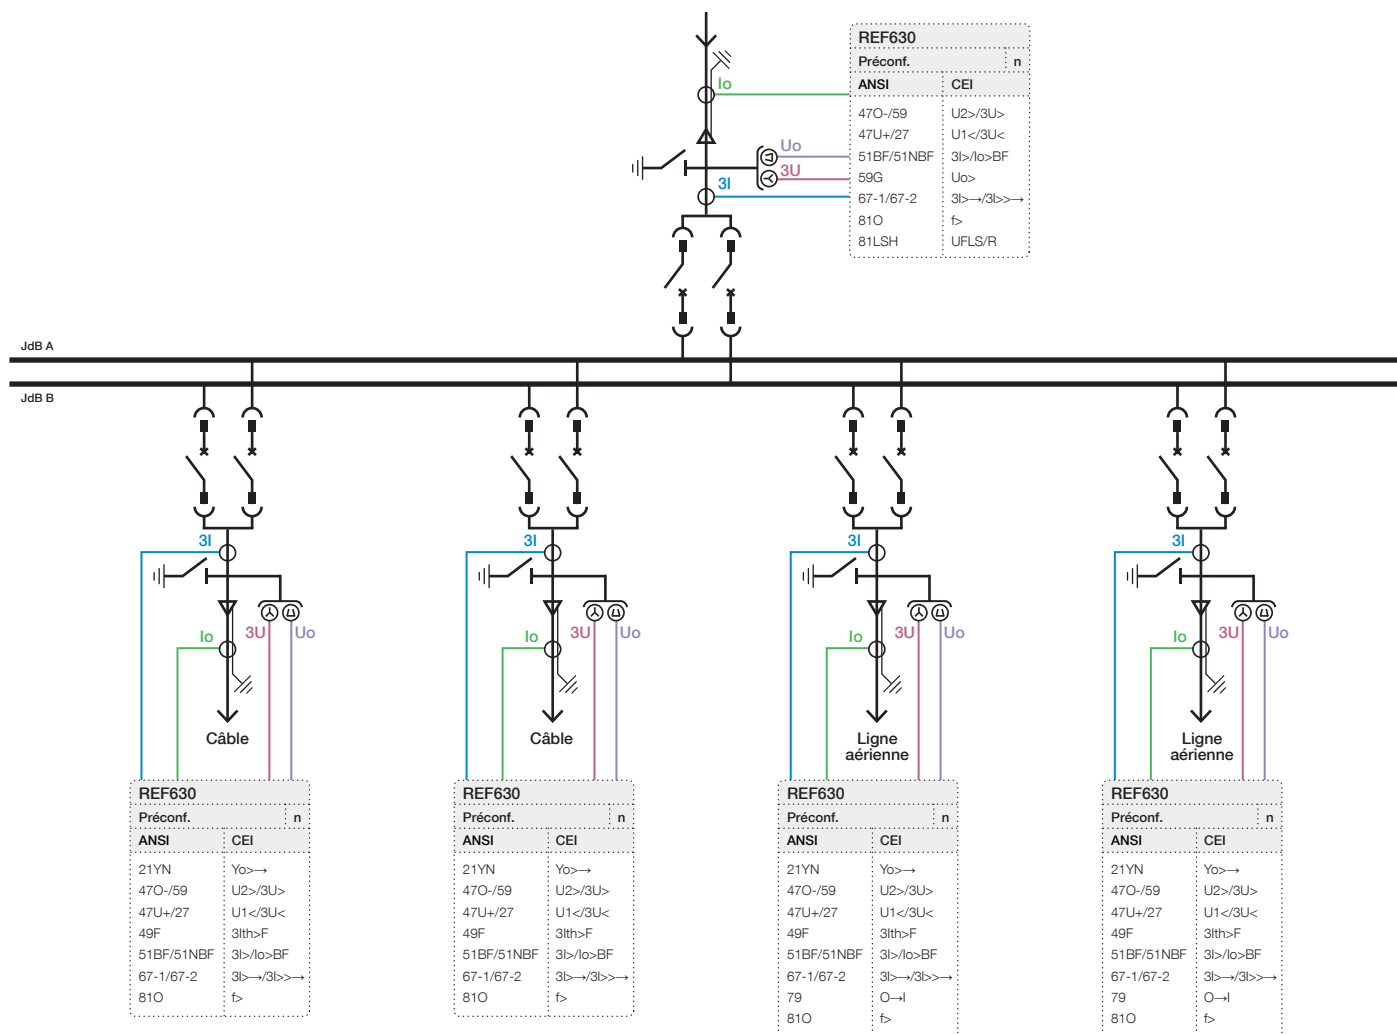 REF630
Préconf. n
ANSI CEI
47O-/59 U2>/3U>
47U+/27 U1</3U<
51BF/51NBF 3I>/Io>BF
59G Uo>
67-1/67-2 3I>→/3I>>→
81O f>
81LSH UFLS/R
Io
Uo
3U
3I
JdB A
JdB B
3I
Io
3U
Uo
Câble
3I
Io
3U
Uo
Câble
3I
Io
3U
Uo
Ligne
aérienne
3I
Io
3U
Uo
Ligne
aérienne
REF630
Préconf. n
ANSI CEI
21YN Yo>→
47O-/59 U2>/3U>
47U+/27 U1</3U<
49F 3Ith>F
51BF/51NBF 3I>/Io>BF
67-1/67-2 3I>→/3I>>→
81O f>
REF630
Préconf. n
ANSI CEI
21YN Yo>→
47O-/59 U2>/3U>
47U+/27 U1</3U<
49F 3Ith>F
51BF/51NBF 3I>/Io>BF
67-1/67-2 3I>→/3I>>→
81O f>
REF630
Préconf. n
ANSI CEI
21YN Yo>→
47O-/59 U2>/3U>
47U+/27 U1</3U<
49F 3Ith>F
51BF/51NBF 3I>/Io>BF
67-1/67-2 3I>→/3I>>→
79 O→I
81O f>
REF630
Préconf. n
ANSI CEI
21YN Yo>→
47O-/59 U2>/3U>
47U+/27 U1</3U<
49F 3Ith>F
51BF/51NBF 3I>/Io>BF
67-1/67-2 3I>→/3I>>→
79 O→I
81O f>